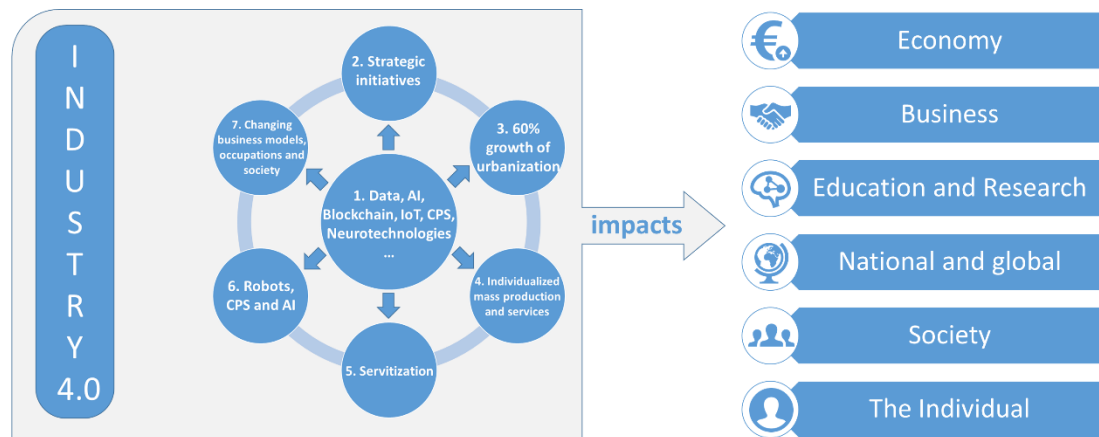 INDUSTRY 4.0
2. Strategic
initiatives
3. 60%
growth of
urbanization
4. Individualized
mass production
and services
5. Servitization
6. Robots,
CPS and AI
7. Changing
business models,
occupations and
society
1. Data, AI,
Blockchain, IoT, CPS,
Neurotechnologies
...
impacts
Economy
Business
Education and Research
National and global
Society
The Individual